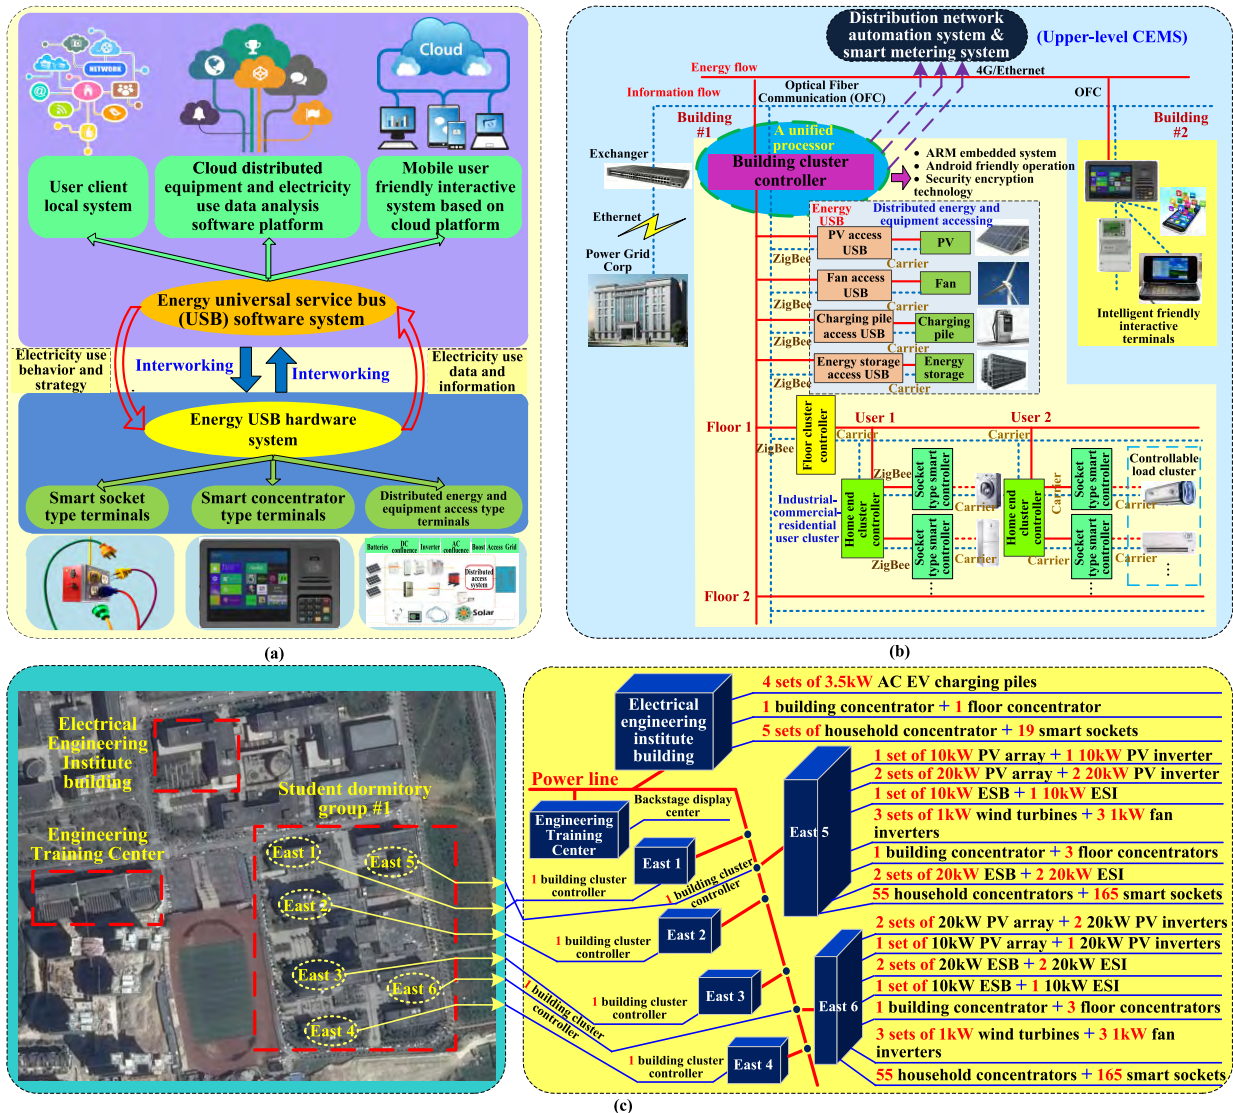 NETWORK
Cloud
User client
local system
Cloud distributed
equipment and electricity
use data analysis
software platform
Mobile user
friendly interactive
system based on
cloud platform
Energy universal service bus
(USB) software system
Electricity use
behavior and
strategy
Interworking
Interworking
Electricity use
data and
information
Energy USB hardware
system
Smart socket
type terminals
Smart concentrator
type terminals
Distributed energy and
equipment access type
terminals
Batteries
DC
confluence
Inverter
AC
confluence
Boost
Access
Grid
Distributed
access
system
Solar
(a)
Distribution network
automation system &
smart metering system
(Upper-level CEMS)
Energy flow
4G/Ethernet
Information flow
Optical Fiber
Communication (OFC)
OFC
Building
#1
Building
#2
A unified
processor
Building cluster
controller
• ARM embedded system
• Android friendly operation
• Security encryption
technology
Exchanger
Ethernet
Power Grid
Corp
Energy
USB
Distributed energy and
equipment accessing
PV access
USB
PV
ZigBee
Carrier
Fan access
USB
Fan
ZigBee
Carrier
Charging pile
access USB
Charging
pile
ZigBee
Carrier
Energy storage
access USB
Energy
storage
ZigBee
Carrier
Intelligent friendly
interactive
terminals
Floor 1
Floor cluster
controller
User 1
User 2
ZigBee
Carrier
Carrier
Industrial-
commercial-
residential
user cluster
Home end
cluster
controller
ZigBee
Socket
type smart
controller
Carrier
ZigBee
Socket
type smart
controller
Carrier
Home end
cluster
controller
Carrier
Socket
type smart
controller
Carrier
Carrier
Socket
type smart
controller
Carrier
Controllable
load cluster
Floor 2
(b)
Electrical
Engineering
Institute
building
Engineering
Training Center
Student dormitory
group #1
East 1
East 5
East 2
East 3
East 6
East 4
Electrical
engineering
institute
building
4 sets of 3.5kW AC EV charging piles
1 building concentrator + 1 floor concentrator
5 sets of household concentrator + 19 smart sockets
Power line
Engineering
Training
Center
Backstage display
center
East 1
1 building cluster
controller
1 building cluster
controller
East 2
1 building cluster
controller
East 3
1 building cluster
controller
1 building cluster
controller
East 4
1 building cluster
controller
East 5
1 set of 10kW PV array + 1 10kW PV inverter
2 sets of 20kW PV array + 2 20kW PV inverter
1 set of 10kW ESB + 1 10kW ESI
3 sets of 1kW wind turbines + 3 1kW fan
inverters
1 building concentrator + 3 floor concentrators
2 sets of 20kW ESB + 2 20kW ESI
55 household concentrators + 165 smart sockets
East 6
2 sets of 20kW PV array + 2 20kW PV inverters
1 set of 10kW PV array + 1 20kW PV inverters
2 sets of 20kW ESB + 2 20kW ESI
1 set of 10kW ESB + 1 10kW ESI
1 building concentrator + 3 floor concentrators
3 sets of 1kW wind turbines + 3 1kW fan
inverters
55 household concentrators + 165 smart sockets
(c)